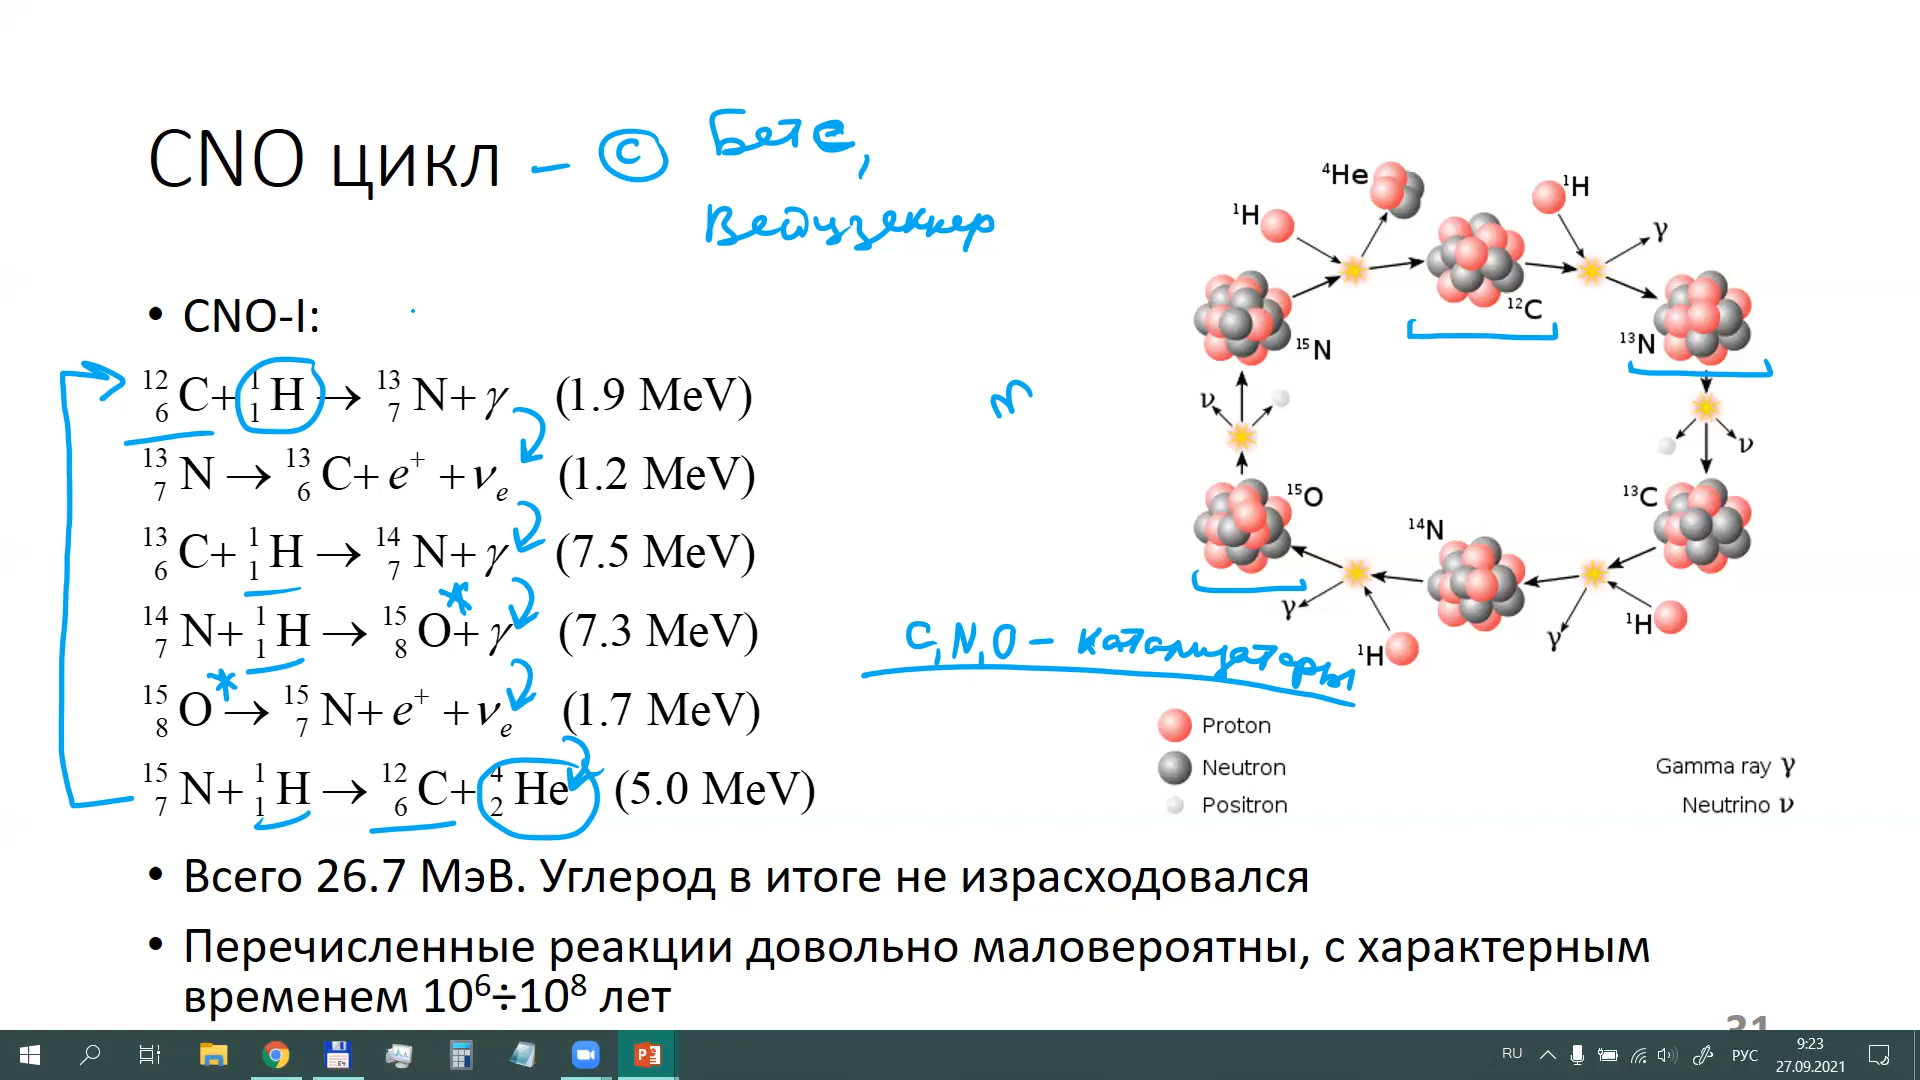 CNO цикл – © Бете,
Вейцзеккер
• CNO-I:
¹²₆C + ¹₁H → ¹³₇N + γ (1.9 MeV)
¹³₇N → ¹³₆C + e⁺ + νₑ (1.2 MeV)
¹³₆C + ¹₁H → ¹⁴₇N + γ (7.5 MeV)
¹⁴₇N + ¹₁H → ¹⁵₈O* + γ (7.3 MeV)
¹⁵₈O* → ¹⁵₇N + e⁺ + νₑ (1.7 MeV)
¹⁵₇N + ¹₁H → ¹²₆C + ⁴₂He (5.0 MeV)
• Всего 26.7 МэВ. Углерод в итоге не израсходовался
• Перечисленные реакции довольно маловероятны, с характерным
временем 10⁶÷10⁸ лет
C, N, O – катализаторы
⁴He
¹H
¹H
γ
¹²C
¹⁵N
¹³N
ν
ν
¹⁵O
¹³C
¹⁴N
γ
¹H
γ
¹H
Proton
Neutron
Positron
Gamma ray γ
Neutrino ν
31
64
RU
РУС
9:23
27.09.2021